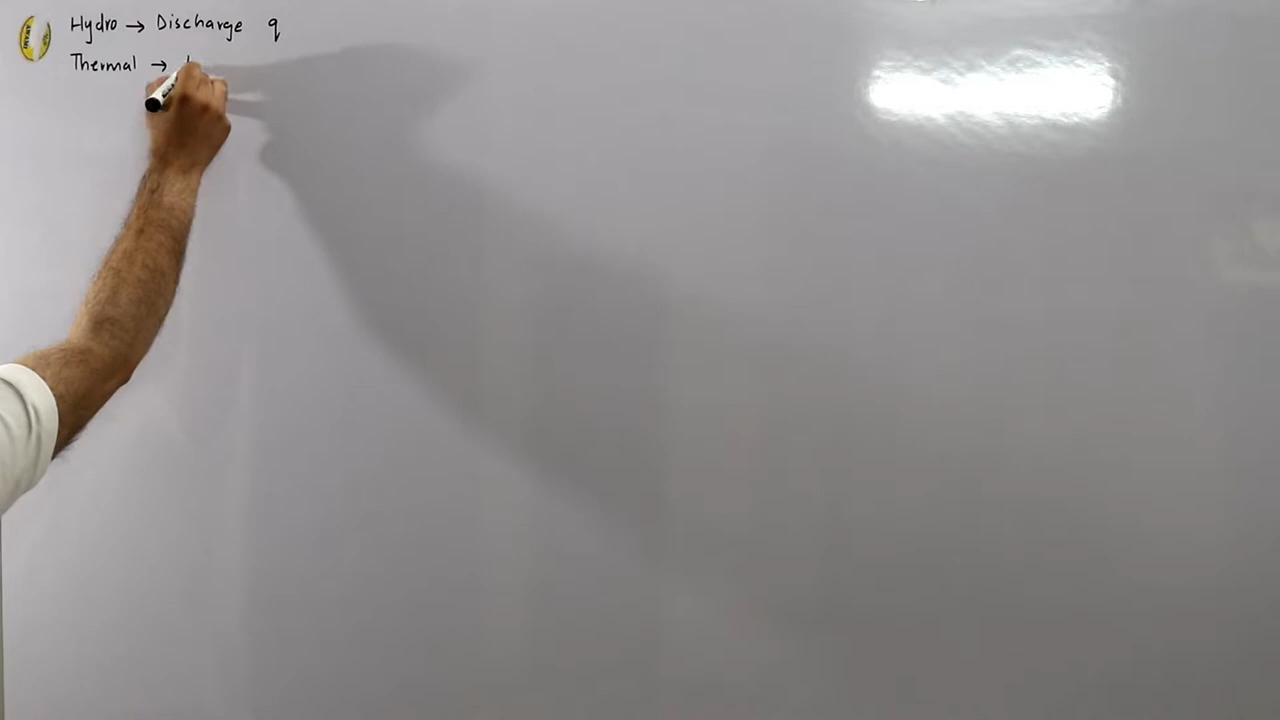 Hydro → Discharge q
Thermal →